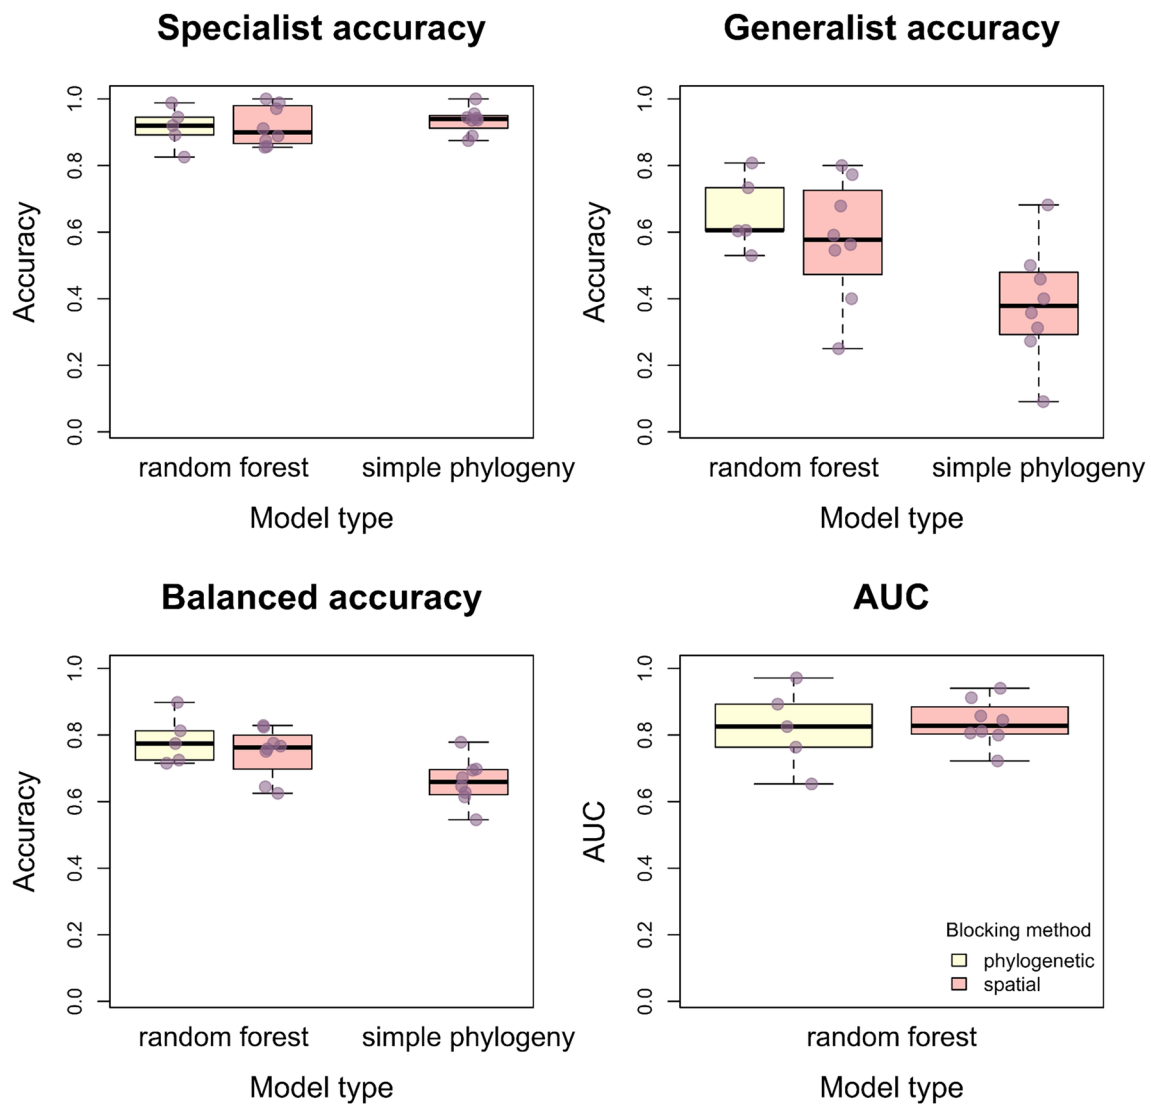 Specialist accuracy
Accuracy
1.0
0.8
0.6
0.4
0.2
0.0
random forest simple phylogeny
Model type
Generalist accuracy
Accuracy
1.0
0.8
0.6
0.4
0.2
0.0
random forest simple phylogeny
Model type
Balanced accuracy
Accuracy
1.0
0.8
0.6
0.4
0.2
0.0
random forest simple phylogeny
Model type
AUC
AUC
1.0
0.8
0.6
0.4
0.2
0.0
Blocking method
phylogenetic
spatial
random forest
Model type